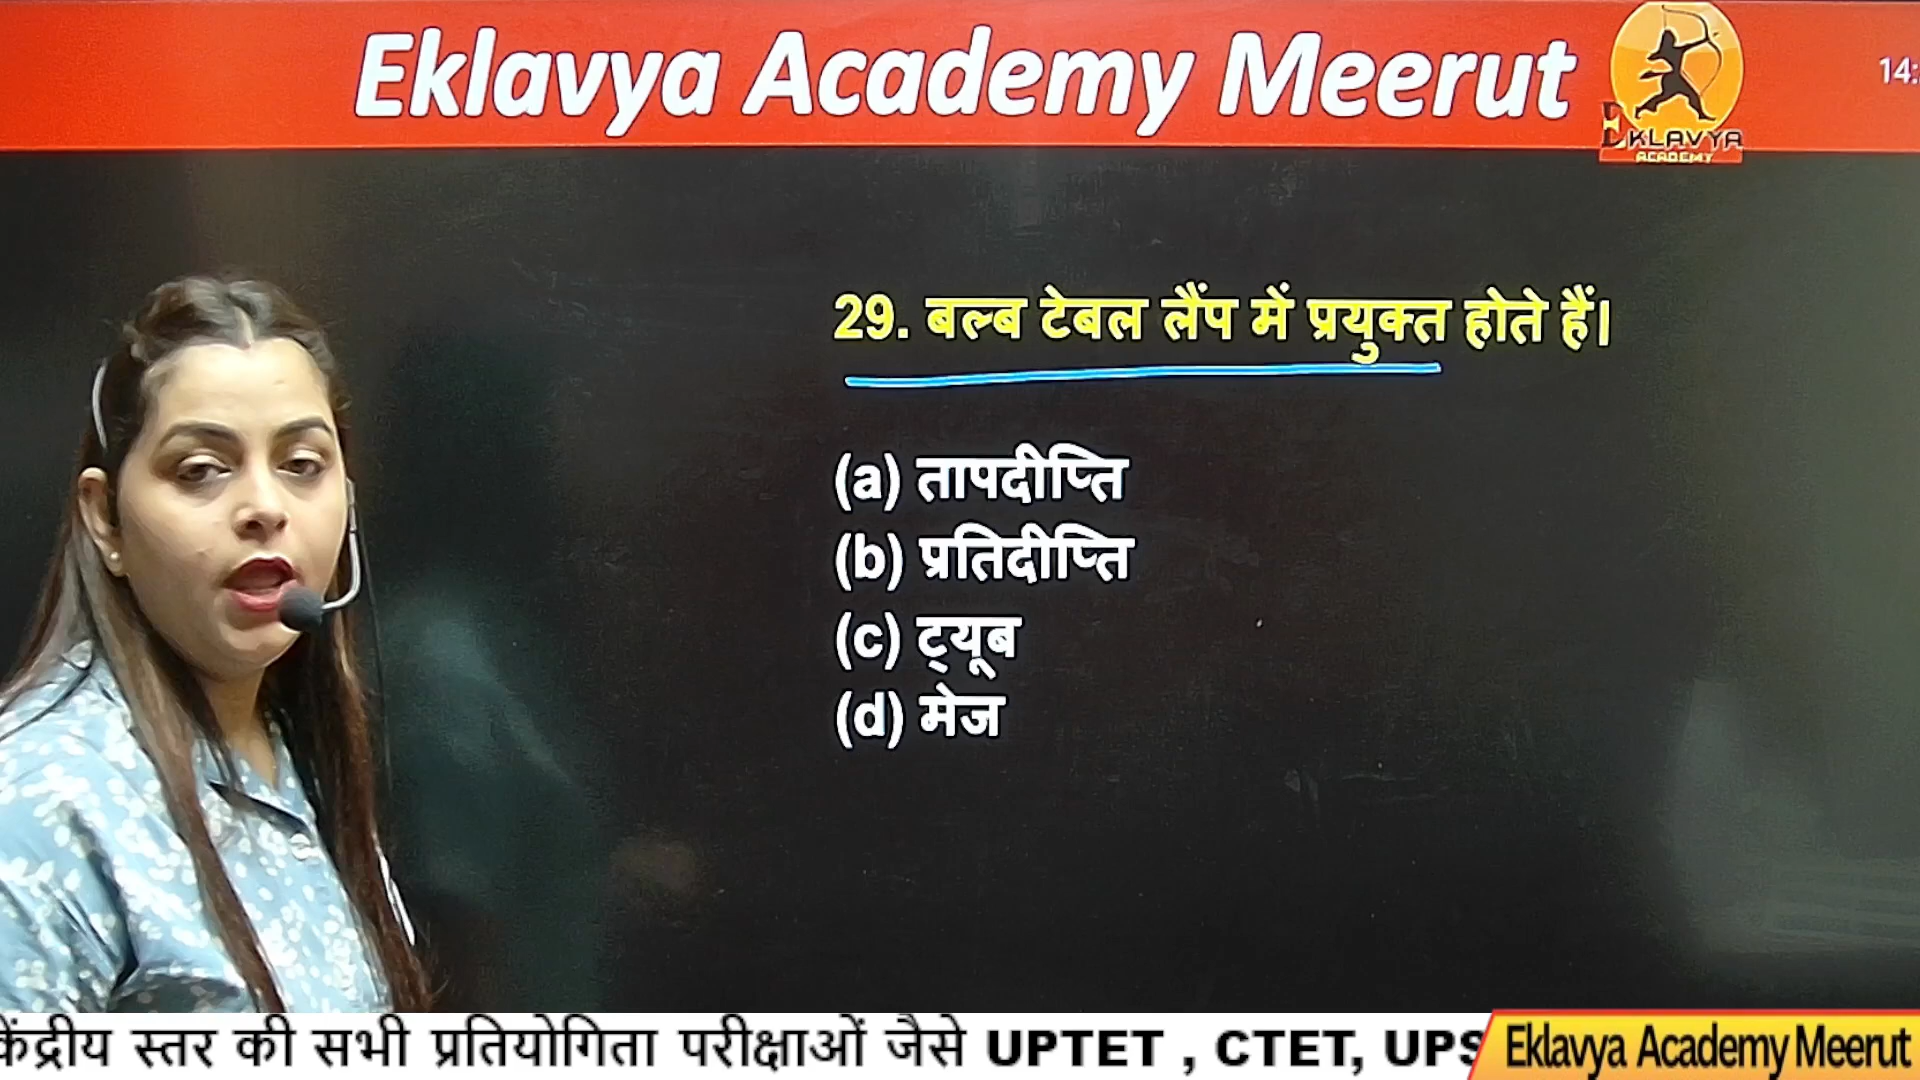 Eklavya Academy Meerut
EKLAVYA
ACADEMY
14:
29. बल्ब टेबल लैंप में प्रयुक्त होते हैं।
(a) तापदीप्ति
(b) प्रतिदीप्ति
(c) ट्यूब
(d) मेज
केंद्रीय स्तर की सभी प्रतियोगिता परीक्षाओं जैसे UPTET , CTET, UPS
Eklavya Academy Meerut